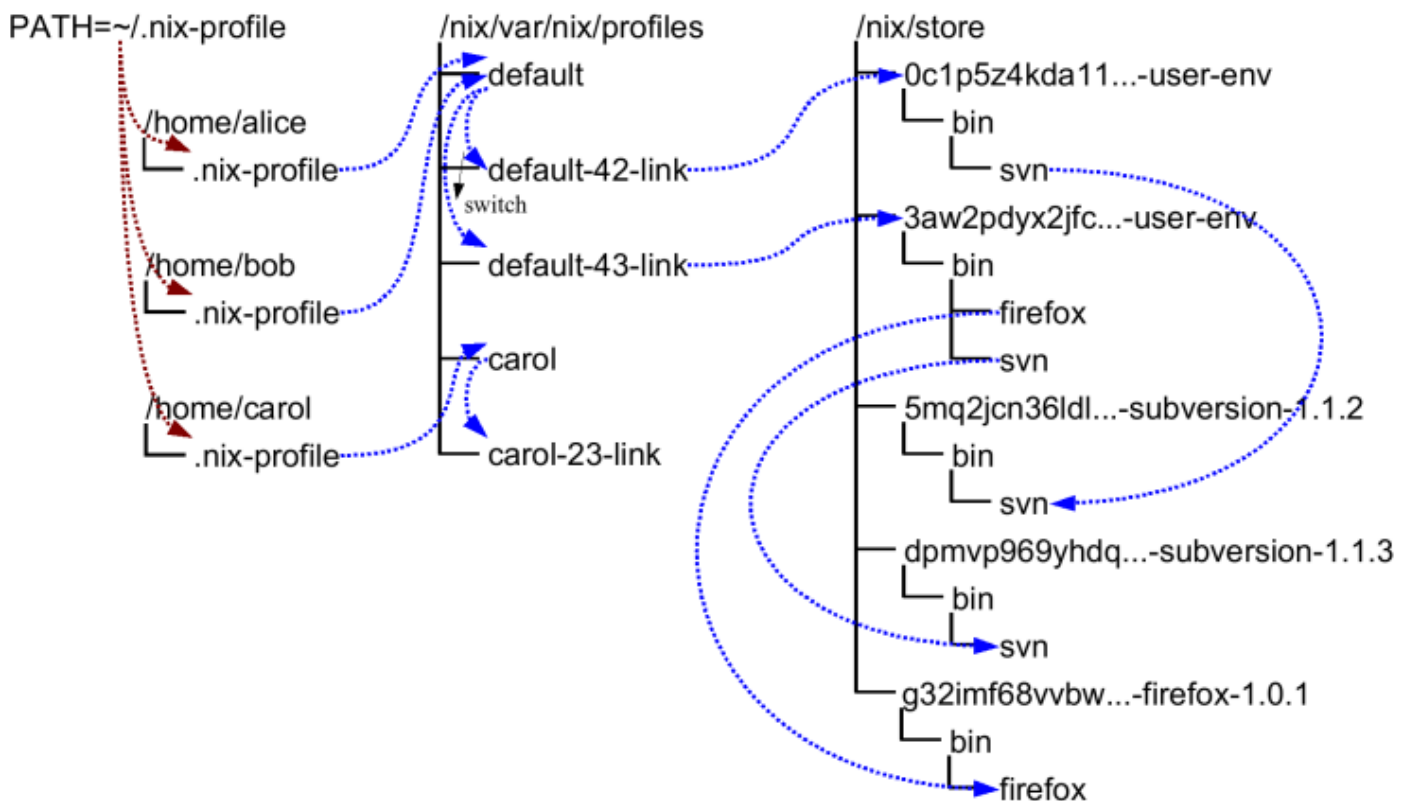 PATH=~/.nix-profile
/home/alice
.nix-profile
/home/bob
.nix-profile
/home/carol
.nix-profile
/nix/var/nix/profiles
default
default-42-link
switch
default-43-link
carol
carol-23-link
/nix/store
0c1p5z4kda11...-user-env
bin
svn
3aw2pdyx2jfc...-user-env
bin
firefox
svn
5mq2jcn36ldl...-subversion-1.1.2
bin
svn
dpmvp969yhdq...-subversion-1.1.3
bin
svn
g32imf68vvbw...-firefox-1.0.1
bin
firefox